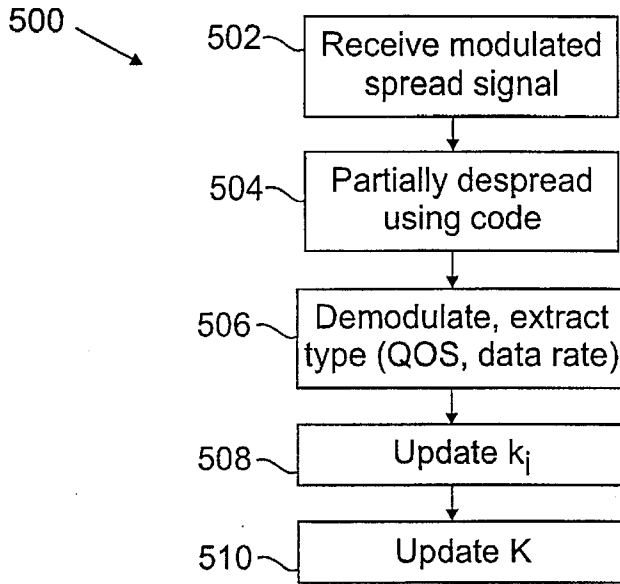 500
502
Receive modulated
spread signal
504
Partially despread
using code
506
Demodulate, extract
type (QOS, data rate)
508
Update ki
510
Update K